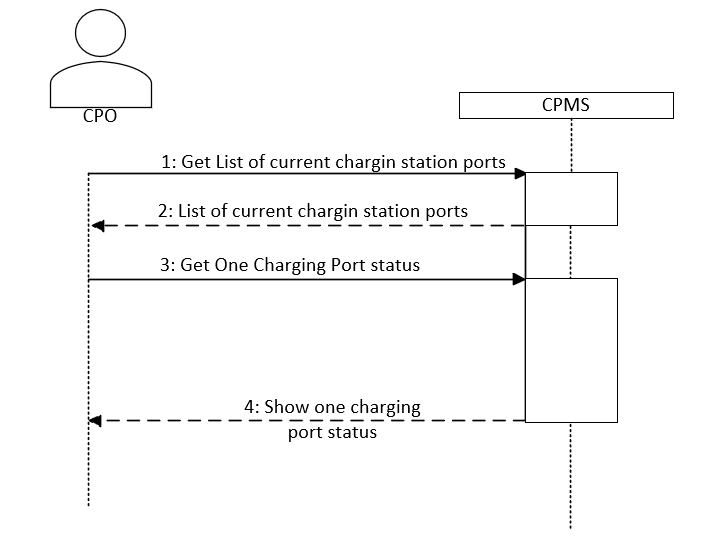 CPO
CPMS
1: Get List of current chargin station ports
2: List of current chargin station ports
3: Get One Charging Port status
4: Show one charging
port status